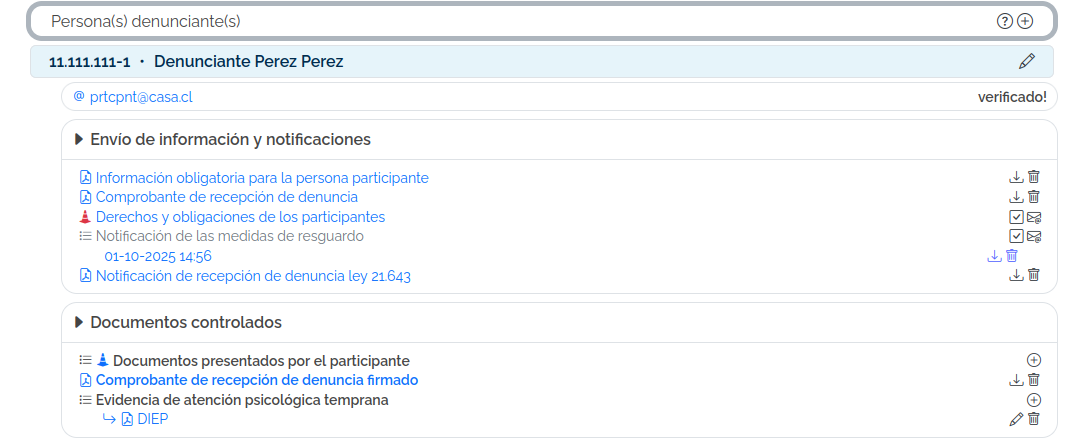 Persona(s) denunciante(s)
11.111.111-1 • Denunciante Perez Perez
@ prtcpnt@casa.cl verificado!
Envío de información y notificaciones
Información obligatoria para la persona participante
Comprobante de recepción de denuncia
Derechos y obligaciones de los participantes
Notificación de las medidas de resguardo
01-10-2025 14:56
Notificación de recepción de denuncia ley 21.643
Documentos controlados
Documentos presentados por el participante
Comprobante de recepción de denuncia firmado
Evidencia de atención psicológica temprana
DIEP